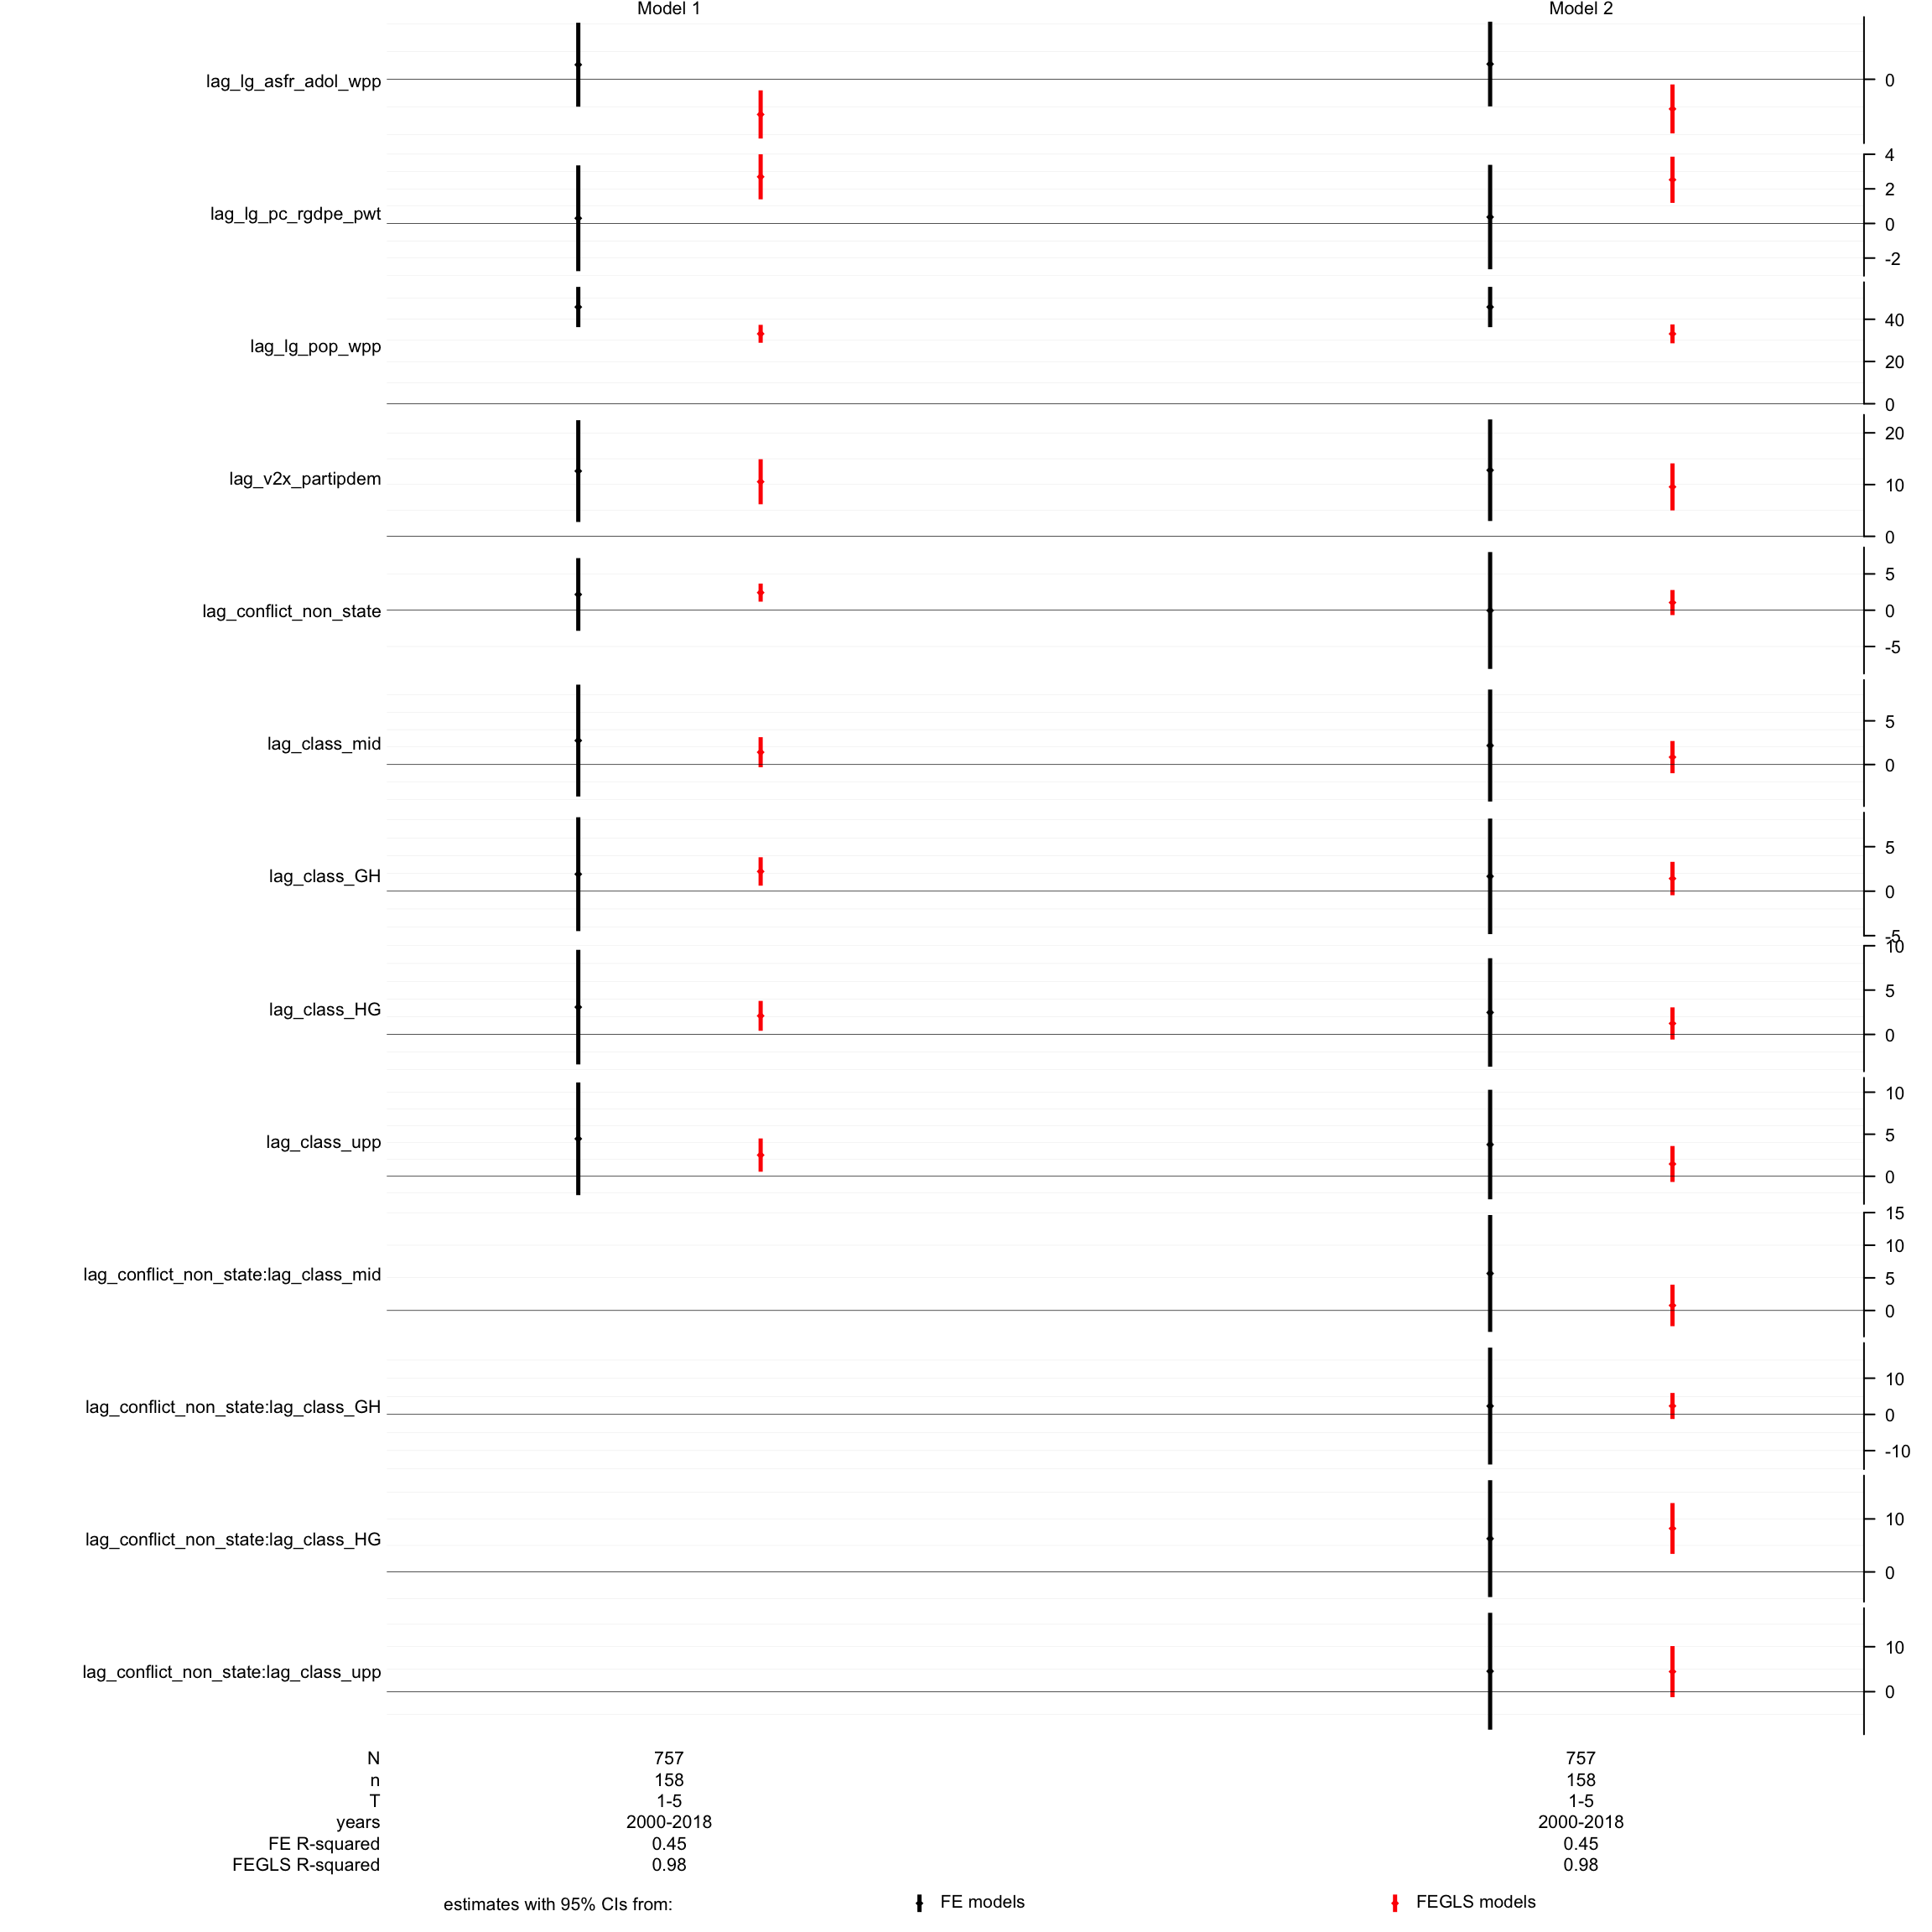 Model 1 Model 2
lag_lg_asfr_adol_wpp 0
4
2
lag_lg_pc_rgdpe_pwt
0
-2
40
lag_lg_pop_wpp
20
0
20
lag_v2x_partipdem
10
0
5
lag_conflict_non_state 0
-5
5
lag_class_mid
0
5
lag_class_GH
0
-5
10
5
lag_class_HG
0
10
5
lag_class_upp
0
15
10
lag_conflict_non_state:lag_class_mid
5
0
10
lag_conflict_non_state:lag_class_GH
0
-10
10
lag_conflict_non_state:lag_class_HG
0
10
lag_conflict_non_state:lag_class_upp
0
N 757 757
n 158 158
T 1-5 1-5
years 2000-2018 2000-2018
FE R-squared 0.45 0.45
FEGLS R-squared 0.98 0.98
estimates with 95% CIs from: FE models FEGLS models